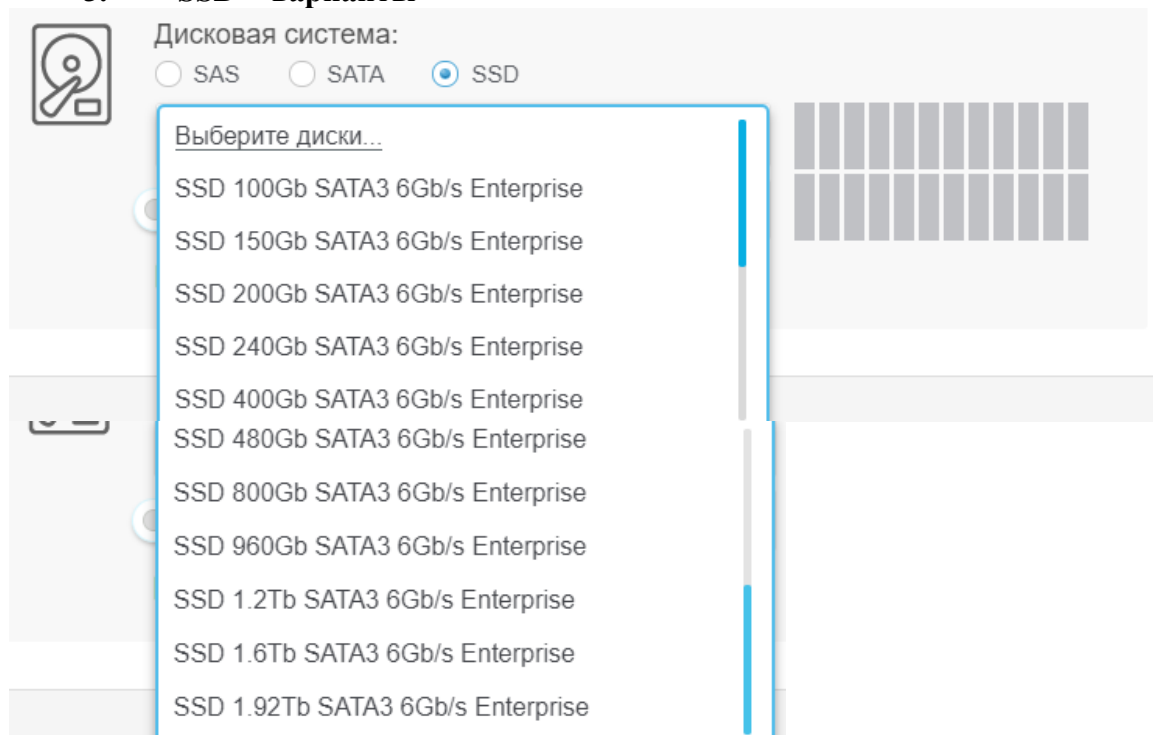 Дисковая система:
SAS SATA SSD
Выберите диски...
SSD 100Gb SATA3 6Gb/s Enterprise
SSD 150Gb SATA3 6Gb/s Enterprise
SSD 200Gb SATA3 6Gb/s Enterprise
SSD 240Gb SATA3 6Gb/s Enterprise
SSD 400Gb SATA3 6Gb/s Enterprise
SSD 480Gb SATA3 6Gb/s Enterprise
SSD 800Gb SATA3 6Gb/s Enterprise
SSD 960Gb SATA3 6Gb/s Enterprise
SSD 1.2Tb SATA3 6Gb/s Enterprise
SSD 1.6Tb SATA3 6Gb/s Enterprise
SSD 1.92Tb SATA3 6Gb/s Enterprise